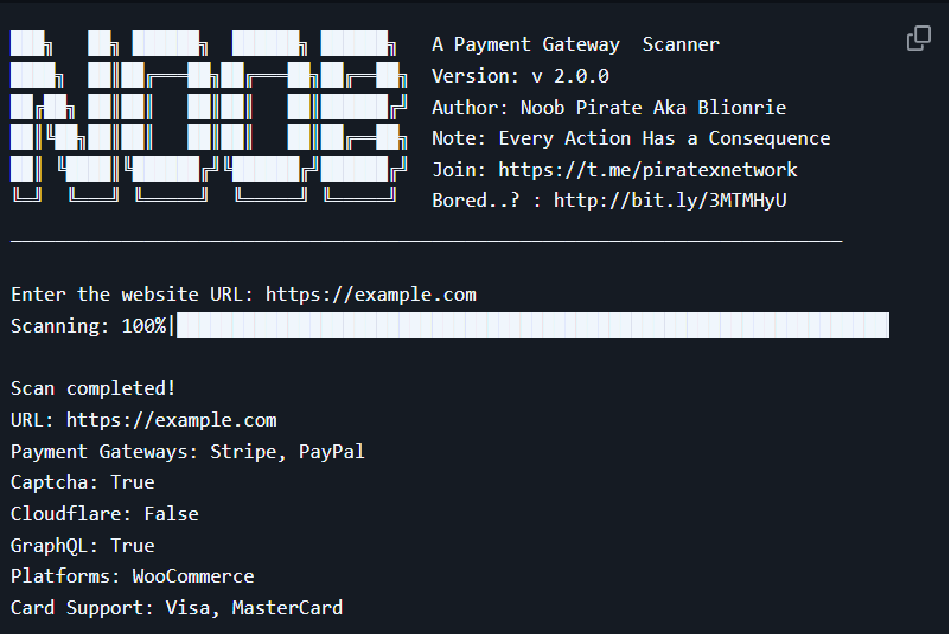 NOOB
A Payment Gateway  Scanner
Version: v 2.0.0
Author: Noob Pirate Aka Blionrie
Note: Every Action Has a Consequence
Join: https://t.me/piratexnetwork
Bored..? : http://bit.ly/3MTMHyU
Enter the website URL: https://example.com
Scanning: 100%|
Scan completed!
URL: https://example.com
Payment Gateways: Stripe, PayPal
Captcha: True
Cloudflare: False
GraphQL: True
Platforms: WooCommerce
Card Support: Visa, MasterCard